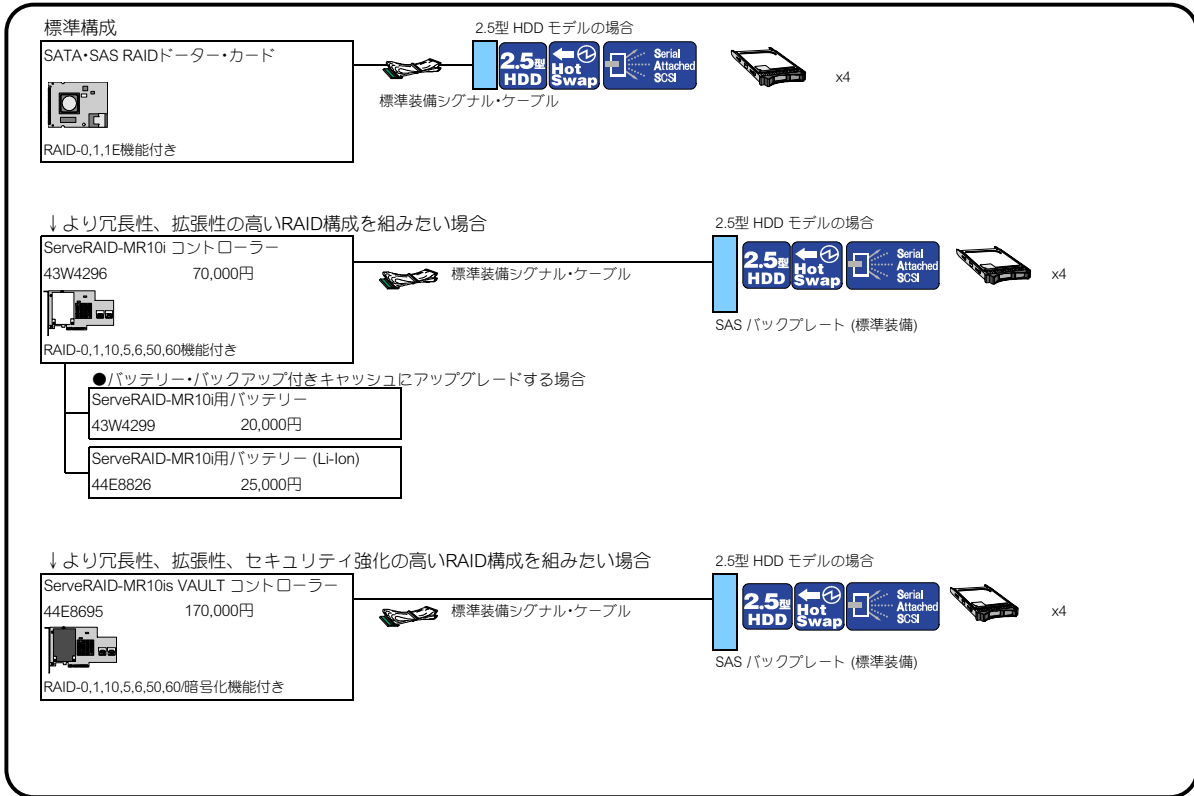 標準構成
2.5型 HDD モデルの場合
SATA・SAS RAIDドーター・カード
2.5型 HDD
Hot Swap
Serial Attached SCSI
x4
標準装備シグナル・ケーブル
RAID-0,1,1E機能付き
↓より冗長性、拡張性の高いRAID構成を組みたい場合
2.5型 HDD モデルの場合
ServeRAID-MR10i コントローラー
43W4296 70,000円
標準装備シグナル・ケーブル
2.5型 HDD
Hot Swap
Serial Attached SCSI
x4
SAS バックプレート (標準装備)
RAID-0,1,10,5,6,50,60機能付き
●バッテリー・バックアップ付きキャッシュにアップグレードする場合
ServeRAID-MR10i用バッテリー
43W4299 20,000円
ServeRAID-MR10i用バッテリー (Li-Ion)
44E8826 25,000円
↓より冗長性、拡張性、セキュリティ強化の高いRAID構成を組みたい場合
2.5型 HDD モデルの場合
ServeRAID-MR10is VAULT コントローラー
44E8695 170,000円
標準装備シグナル・ケーブル
2.5型 HDD
Hot Swap
Serial Attached SCSI
x4
SAS バックプレート (標準装備)
RAID-0,1,10,5,6,50,60/暗号化機能付き